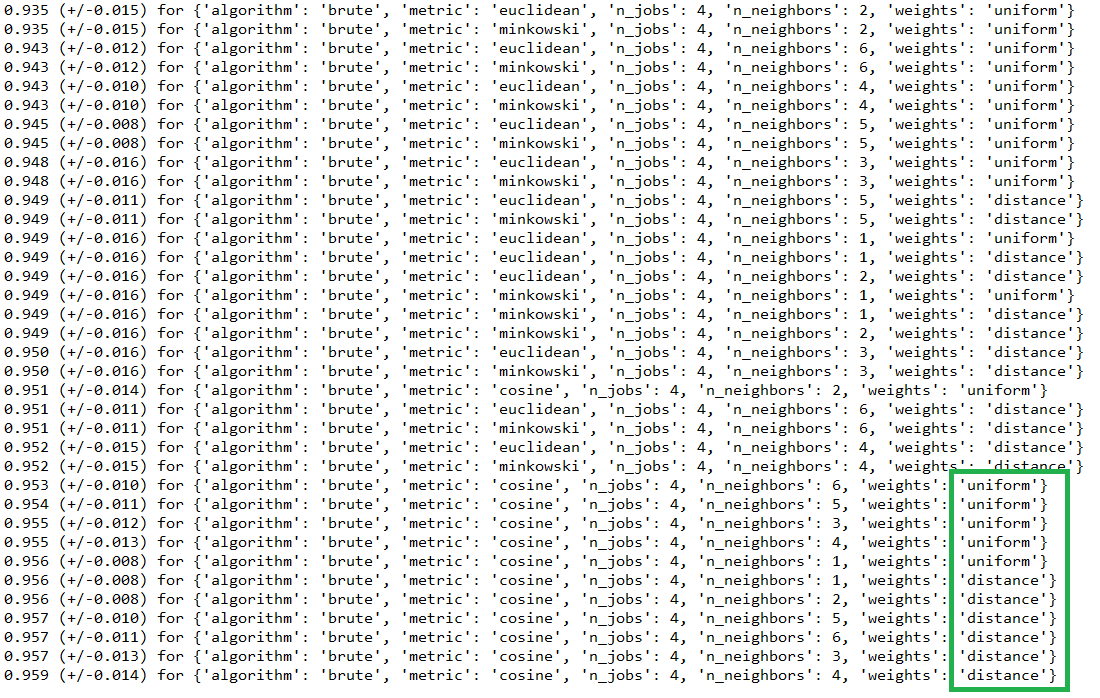 0.935 (+/-0.015) for {'algorithm': 'brute', 'metric': 'euclidean', 'n_jobs': 4, 'n_neighbors': 2, 'weights': 'uniform'}
0.935 (+/-0.015) for {'algorithm': 'brute', 'metric': 'minkowski', 'n_jobs': 4, 'n_neighbors': 2, 'weights': 'uniform'}
0.943 (+/-0.012) for {'algorithm': 'brute', 'metric': 'euclidean', 'n_jobs': 4, 'n_neighbors': 6, 'weights': 'uniform'}
0.943 (+/-0.012) for {'algorithm': 'brute', 'metric': 'minkowski', 'n_jobs': 4, 'n_neighbors': 6, 'weights': 'uniform'}
0.943 (+/-0.010) for {'algorithm': 'brute', 'metric': 'euclidean', 'n_jobs': 4, 'n_neighbors': 4, 'weights': 'uniform'}
0.943 (+/-0.010) for {'algorithm': 'brute', 'metric': 'minkowski', 'n_jobs': 4, 'n_neighbors': 4, 'weights': 'uniform'}
0.945 (+/-0.008) for {'algorithm': 'brute', 'metric': 'euclidean', 'n_jobs': 4, 'n_neighbors': 5, 'weights': 'uniform'}
0.945 (+/-0.008) for {'algorithm': 'brute', 'metric': 'minkowski', 'n_jobs': 4, 'n_neighbors': 5, 'weights': 'uniform'}
0.948 (+/-0.016) for {'algorithm': 'brute', 'metric': 'euclidean', 'n_jobs': 4, 'n_neighbors': 3, 'weights': 'uniform'}
0.948 (+/-0.016) for {'algorithm': 'brute', 'metric': 'minkowski', 'n_jobs': 4, 'n_neighbors': 3, 'weights': 'uniform'}
0.949 (+/-0.011) for {'algorithm': 'brute', 'metric': 'euclidean', 'n_jobs': 4, 'n_neighbors': 5, 'weights': 'distance'}
0.949 (+/-0.011) for {'algorithm': 'brute', 'metric': 'minkowski', 'n_jobs': 4, 'n_neighbors': 5, 'weights': 'distance'}
0.949 (+/-0.016) for {'algorithm': 'brute', 'metric': 'euclidean', 'n_jobs': 4, 'n_neighbors': 1, 'weights': 'uniform'}
0.949 (+/-0.016) for {'algorithm': 'brute', 'metric': 'euclidean', 'n_jobs': 4, 'n_neighbors': 1, 'weights': 'distance'}
0.949 (+/-0.016) for {'algorithm': 'brute', 'metric': 'euclidean', 'n_jobs': 4, 'n_neighbors': 2, 'weights': 'distance'}
0.949 (+/-0.016) for {'algorithm': 'brute', 'metric': 'minkowski', 'n_jobs': 4, 'n_neighbors': 1, 'weights': 'uniform'}
0.949 (+/-0.016) for {'algorithm': 'brute', 'metric': 'minkowski', 'n_jobs': 4, 'n_neighbors': 1, 'weights': 'distance'}
0.949 (+/-0.016) for {'algorithm': 'brute', 'metric': 'minkowski', 'n_jobs': 4, 'n_neighbors': 2, 'weights': 'distance'}
0.950 (+/-0.016) for {'algorithm': 'brute', 'metric': 'euclidean', 'n_jobs': 4, 'n_neighbors': 3, 'weights': 'distance'}
0.950 (+/-0.016) for {'algorithm': 'brute', 'metric': 'minkowski', 'n_jobs': 4, 'n_neighbors': 3, 'weights': 'distance'}
0.951 (+/-0.014) for {'algorithm': 'brute', 'metric': 'cosine', 'n_jobs': 4, 'n_neighbors': 2, 'weights': 'uniform'}
0.951 (+/-0.011) for {'algorithm': 'brute', 'metric': 'euclidean', 'n_jobs': 4, 'n_neighbors': 6, 'weights': 'distance'}
0.951 (+/-0.011) for {'algorithm': 'brute', 'metric': 'minkowski', 'n_jobs': 4, 'n_neighbors': 6, 'weights': 'distance'}
0.952 (+/-0.015) for {'algorithm': 'brute', 'metric': 'euclidean', 'n_jobs': 4, 'n_neighbors': 4, 'weights': 'distance'}
0.952 (+/-0.015) for {'algorithm': 'brute', 'metric': 'minkowski', 'n_jobs': 4, 'n_neighbors': 4, 'weights': 'distance'}
0.953 (+/-0.010) for {'algorithm': 'brute', 'metric': 'cosine', 'n_jobs': 4, 'n_neighbors': 6, 'weights': 'uniform'}
0.954 (+/-0.011) for {'algorithm': 'brute', 'metric': 'cosine', 'n_jobs': 4, 'n_neighbors': 5, 'weights': 'uniform'}
0.955 (+/-0.012) for {'algorithm': 'brute', 'metric': 'cosine', 'n_jobs': 4, 'n_neighbors': 3, 'weights': 'uniform'}
0.955 (+/-0.013) for {'algorithm': 'brute', 'metric': 'cosine', 'n_jobs': 4, 'n_neighbors': 4, 'weights': 'uniform'}
0.956 (+/-0.008) for {'algorithm': 'brute', 'metric': 'cosine', 'n_jobs': 4, 'n_neighbors': 1, 'weights': 'uniform'}
0.956 (+/-0.008) for {'algorithm': 'brute', 'metric': 'cosine', 'n_jobs': 4, 'n_neighbors': 1, 'weights': 'distance'}
0.956 (+/-0.008) for {'algorithm': 'brute', 'metric': 'cosine', 'n_jobs': 4, 'n_neighbors': 2, 'weights': 'distance'}
0.957 (+/-0.010) for {'algorithm': 'brute', 'metric': 'cosine', 'n_jobs': 4, 'n_neighbors': 5, 'weights': 'distance'}
0.957 (+/-0.011) for {'algorithm': 'brute', 'metric': 'cosine', 'n_jobs': 4, 'n_neighbors': 6, 'weights': 'distance'}
0.957 (+/-0.013) for {'algorithm': 'brute', 'metric': 'cosine', 'n_jobs': 4, 'n_neighbors': 3, 'weights': 'distance'}
0.959 (+/-0.014) for {'algorithm': 'brute', 'metric': 'cosine', 'n_jobs': 4, 'n_neighbors': 4, 'weights': 'distance'}